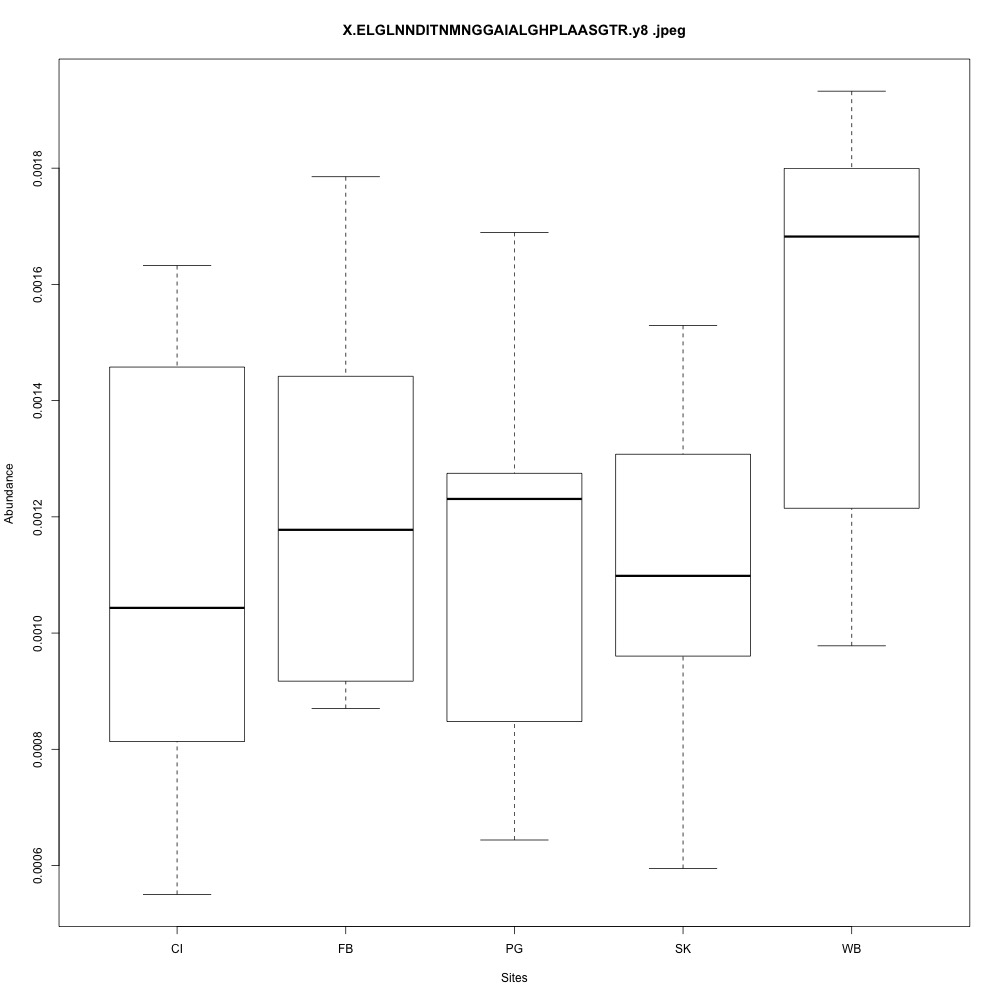 X.ELGLNNDITNMNGGAIALGHPLAASGTR.y8 .jpeg
Abundance
0.0018
0.0016
0.0014
0.0012
0.0010
0.0008
0.0006
CI FB PG SK WB
Sites